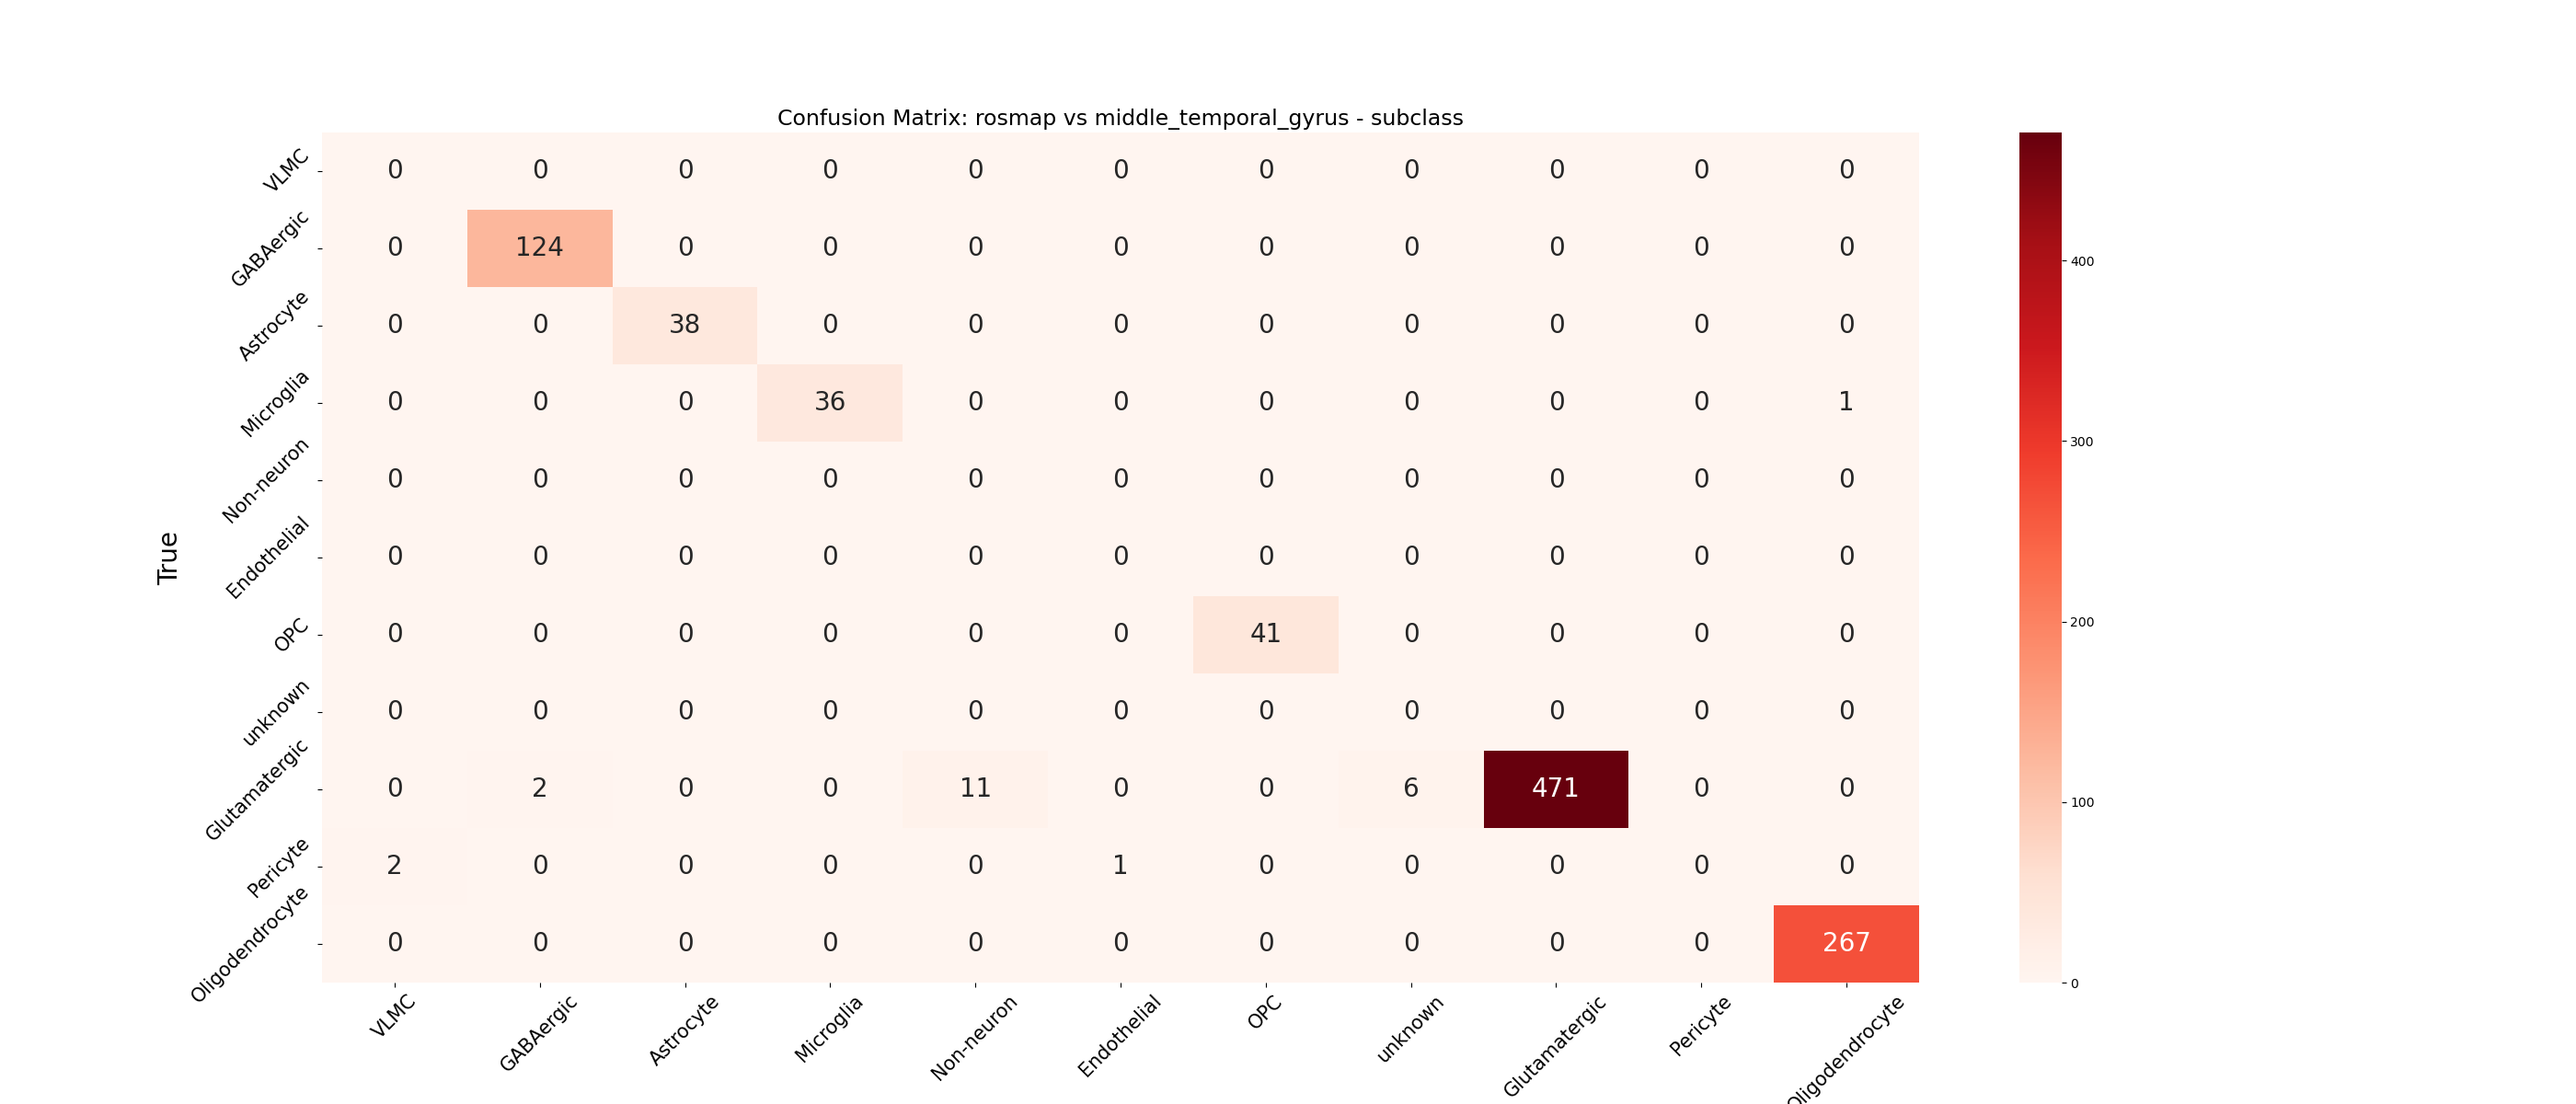 Confusion Matrix: rosmap vs middle_temporal_gyrus - subclass
True
VLMC 0 0 0 0 0 0 0 0 0 0 0
GABAergic 0 124 0 0 0 0 0 0 0 0 0
Astrocyte 0 0 38 0 0 0 0 0 0 0 0
Microglia 0 0 0 36 0 0 0 0 0 0 1
Non-neuron 0 0 0 0 0 0 0 0 0 0 0
Endothelial 0 0 0 0 0 0 0 0 0 0 0
OPC 0 0 0 0 0 0 41 0 0 0 0
unknown 0 0 0 0 0 0 0 0 0 0 0
Glutamatergic 0 2 0 0 11 0 0 6 471 0 0
Pericyte 2 0 0 0 0 1 0 0 0 0 0
Oligodendrocyte 0 0 0 0 0 0 0 0 0 0 267
VLMC GABAergic Astrocyte Microglia Non-neuron Endothelial OPC unknown Glutamatergic Pericyte Oligodendrocyte
400
300
200
100
0